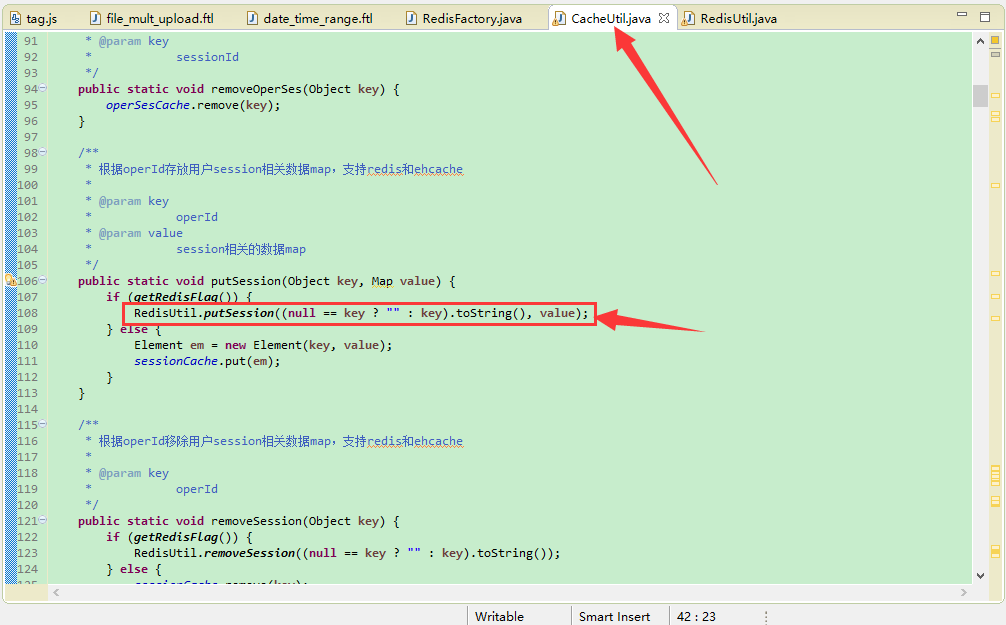 tag.js file_mult_upload.ftl date_time_range.ftl RedisFactory.java CacheUtil.java RedisUtil.java
91 * @param key
92 * sessionId
93 */
94 public static void removeOperSes(Object key) {
95 operSesCache.remove(key);
96 }
97
98 /**
99 * 根据operId存放用户session相关数据map，支持redis和ehcache
100 *
101 * @param key
102 * operId
103 * @param value
104 * session相关的数据map
105 */
106 public static void putSession(Object key, Map value) {
107 if (getRedisFlag()) {
108 RedisUtil.putSession((null == key ? "" : key).toString(), value);
109 } else {
110 Element em = new Element(key, value);
111 sessionCache.put(em);
112 }
113 }
114
115 /**
116 * 根据operId移除用户session相关数据map，支持redis和ehcache
117 *
118 * @param key
119 * operId
120 */
121 public static void removeSession(Object key) {
122 if (getRedisFlag()) {
123 RedisUtil.removeSession((null == key ? "" : key).toString());
124 } else {
125 sessionCache.remove(key);
Writable Smart Insert 42 : 23